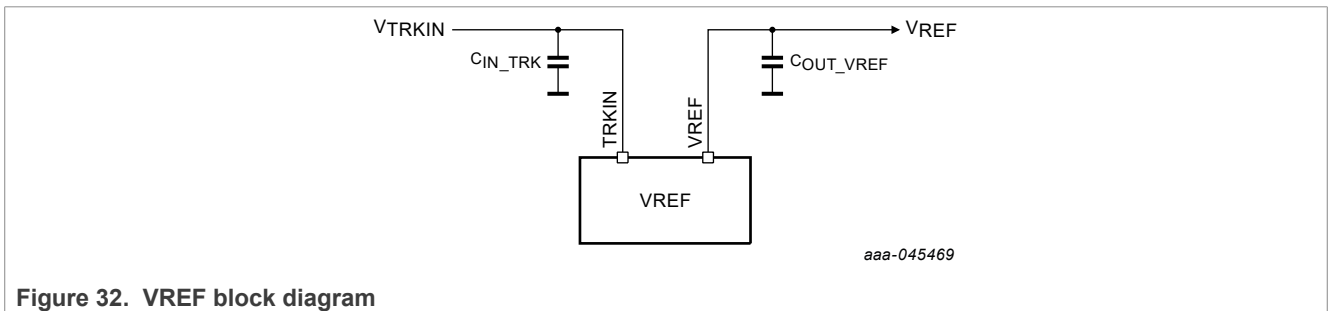 VTRKIN
VREF
CIN_TRK
COUT_VREF
TRKIN
VREF
VREF
aaa-045469
Figure 32. VREF block diagram